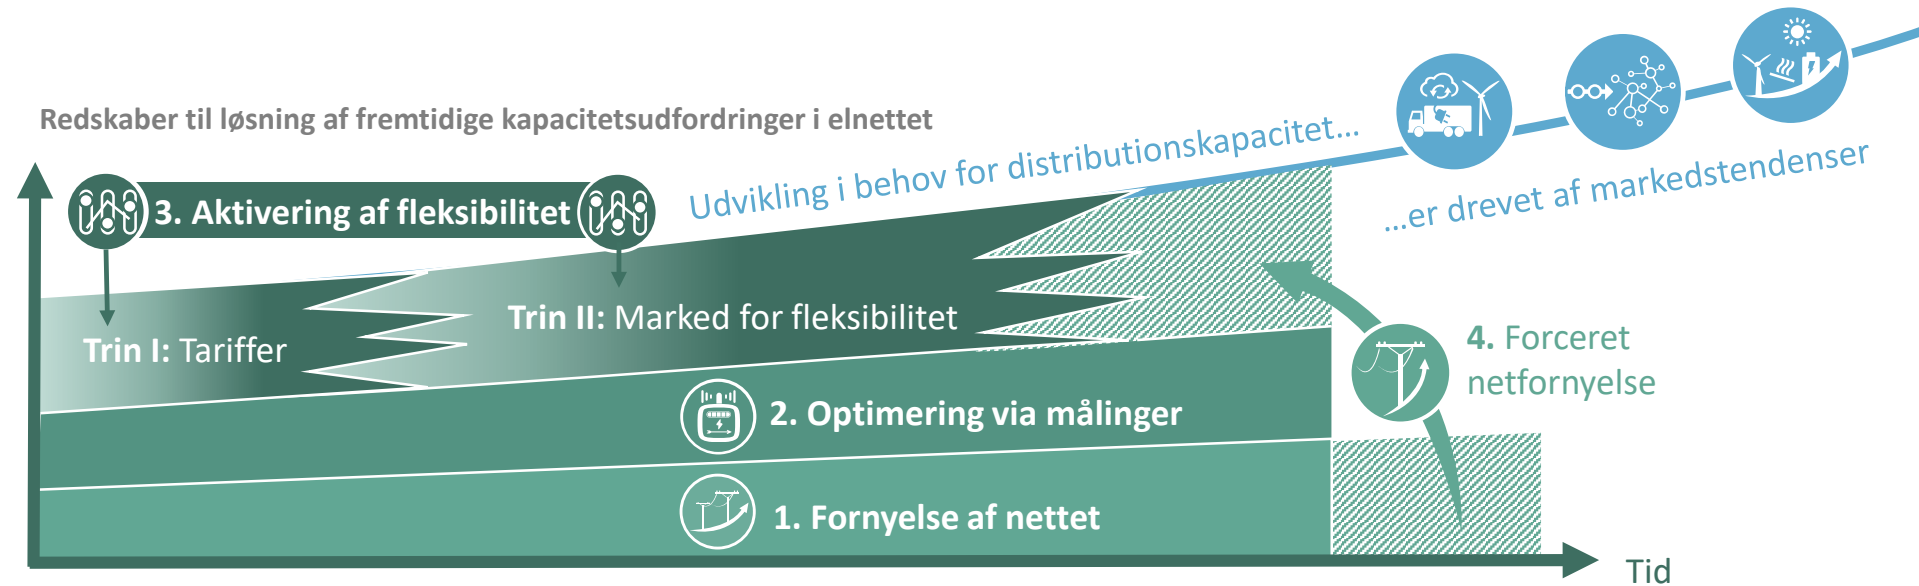 Redskaber til løsning af fremtidige kapacitetsudfordringer i elnettet
Udvikling i behov for distributionskapacitet...
...er drevet af markedstendenser
3. Aktivering af fleksibilitet
Trin I: Tariffer
Trin II: Marked for fleksibilitet
4. Forceret
netfornyelse
2. Optimering via målinger
1. Fornyelse af nettet
Tid